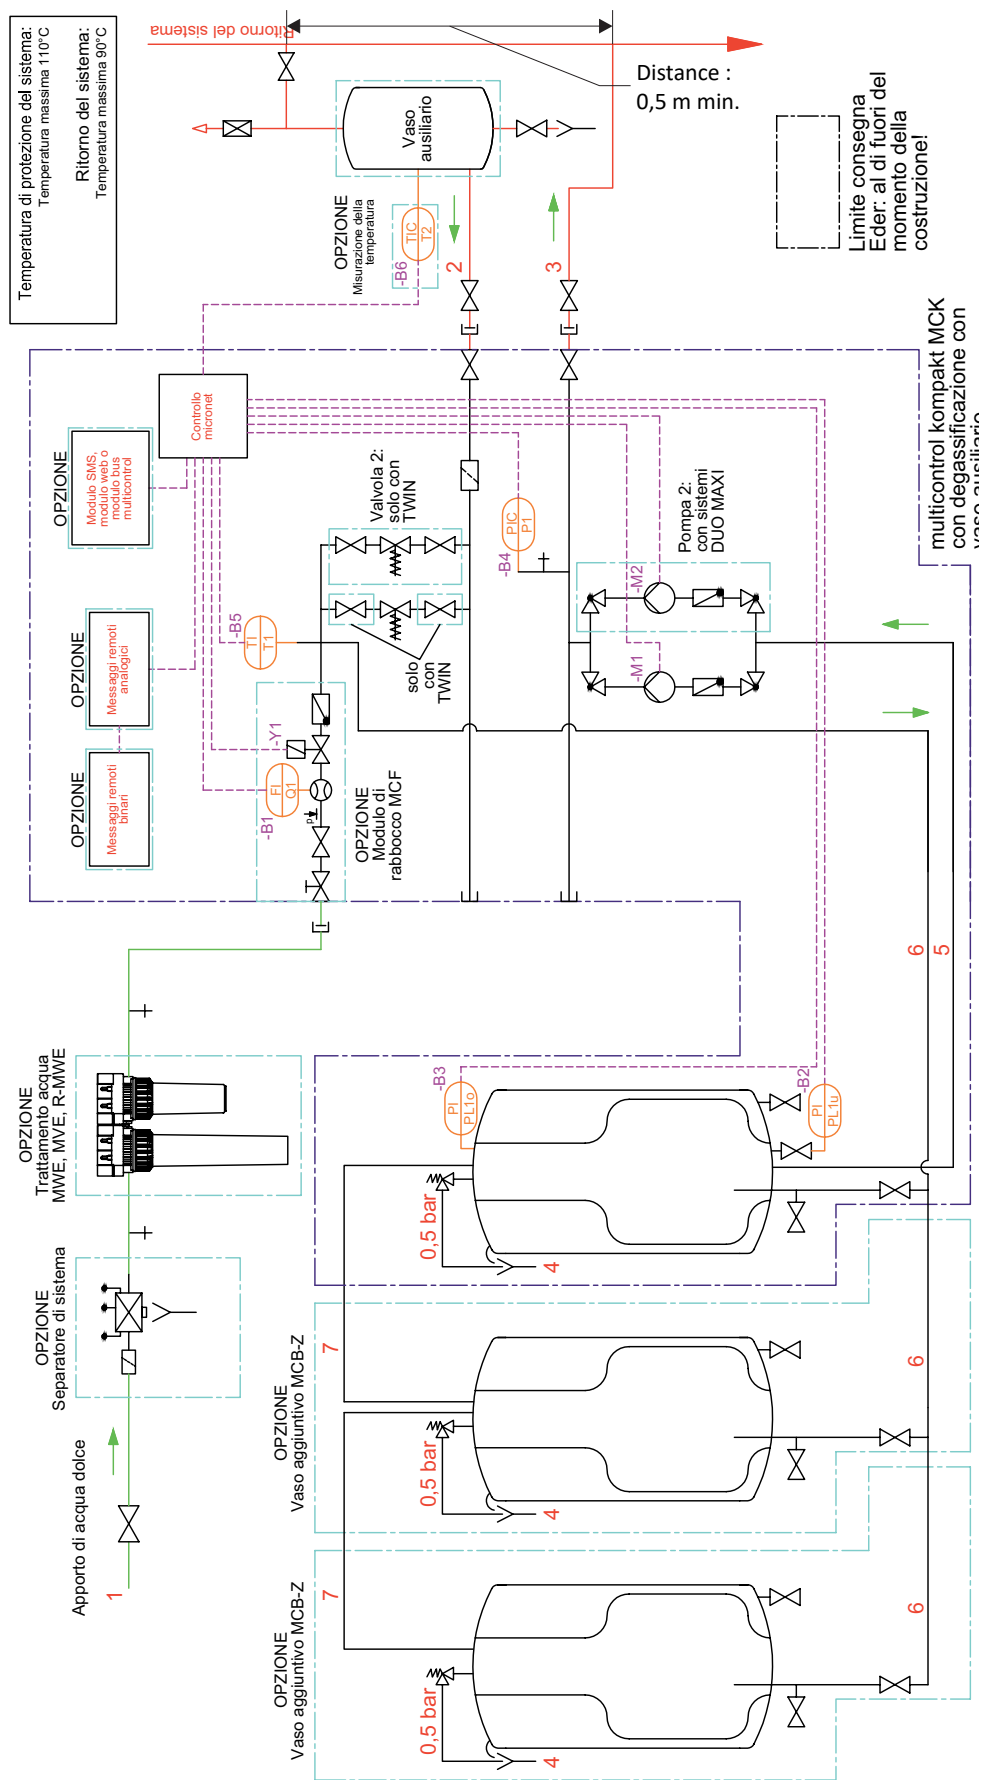 Temperatura di protezione del sistema:
Temperatura massima 110°C
Ritorno del sistema:
Temperatura massima 90°C
Ritorno del sistema
Distance :
0,5 m min.
Vaso
ausiliario
OPZIONE
Misurazione della
temperatura
TIC
T2
-B6
2
3
Limite consegna
Eder: al di fuori del
momento della
costruzione!
multicontrol kompakt MCK
con degassificazione con
vaso ausiliario
OPZIONE
Modulo SMS,
modulo web o
modulo bus
multicontrol
Controllo
micronet
OPZIONE
Messaggi remoti
analogici
OPZIONE
Messaggi remoti
binari
Valvola 2:
solo con
TWIN
solo
con
TWIN
-B5
TI
T1
-B4
PIC
P1
Pompa 2:
con sistemi
DUO MAXI
-M2
-M1
-Y1
-B1
FI
Q1
OPZIONE
Modulo di
rabbocco MCF
6
5
OPZIONE
Trattamento acqua
MWE, MVE, R-MWE
OPZIONE
Separatore di sistema
Apporto di acqua dolce
1
-B3
PI
PL1o
-B2
PI
PL1u
0,5 bar
4
7
OPZIONE
Vaso aggiuntivo MCB-Z
0,5 bar
4
6
7
OPZIONE
Vaso aggiuntivo MCB-Z
0,5 bar
4
6